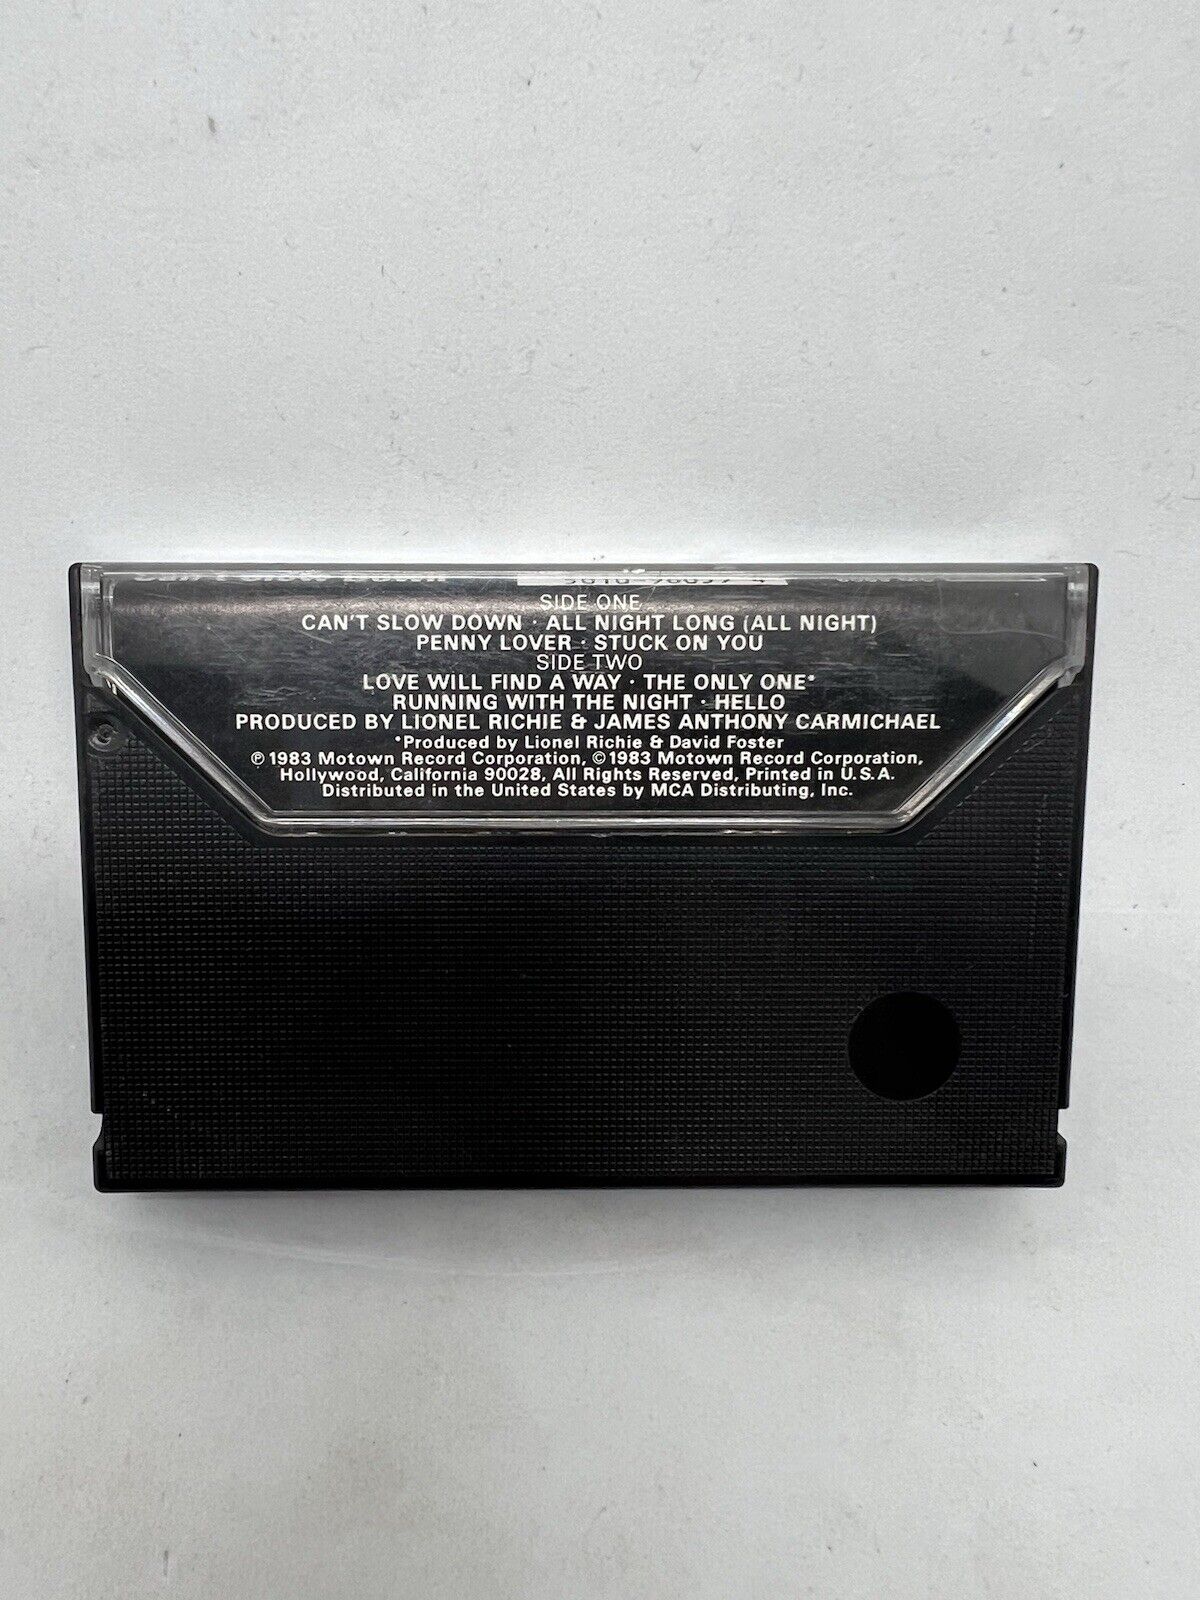 Can't Slow Down
SIDE ONE
CAN'T SLOW DOWN · ALL NIGHT LONG (ALL NIGHT)
PENNY LOVER · STUCK ON YOU
SIDE TWO
LOVE WILL FIND A WAY · THE ONLY ONE*
RUNNING WITH THE NIGHT · HELLO
PRODUCED BY LIONEL RICHIE & JAMES ANTHONY CARMICHAEL
*Produced by Lionel Richie & David Foster
℗ 1983 Motown Record Corporation, © 1983 Motown Record Corporation,
Hollywood, California 90028, All Rights Reserved, Printed in U.S.A.
Distributed in the United States by MCA Distributing, Inc.